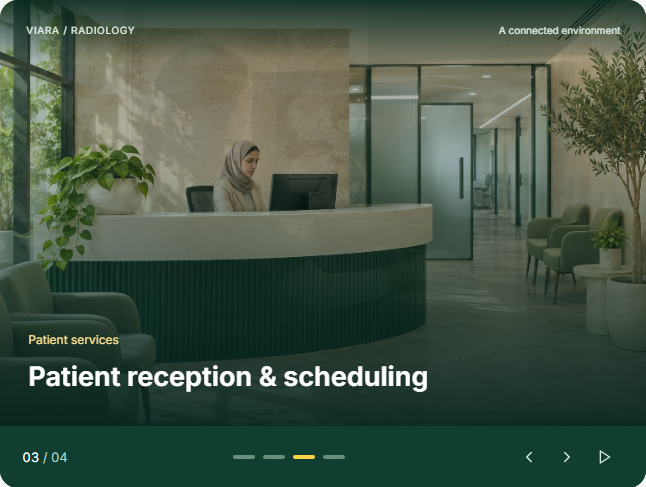 VIARA / RADIOLOGY
A connected environment
Patient services
Patient reception & scheduling
03 / 04